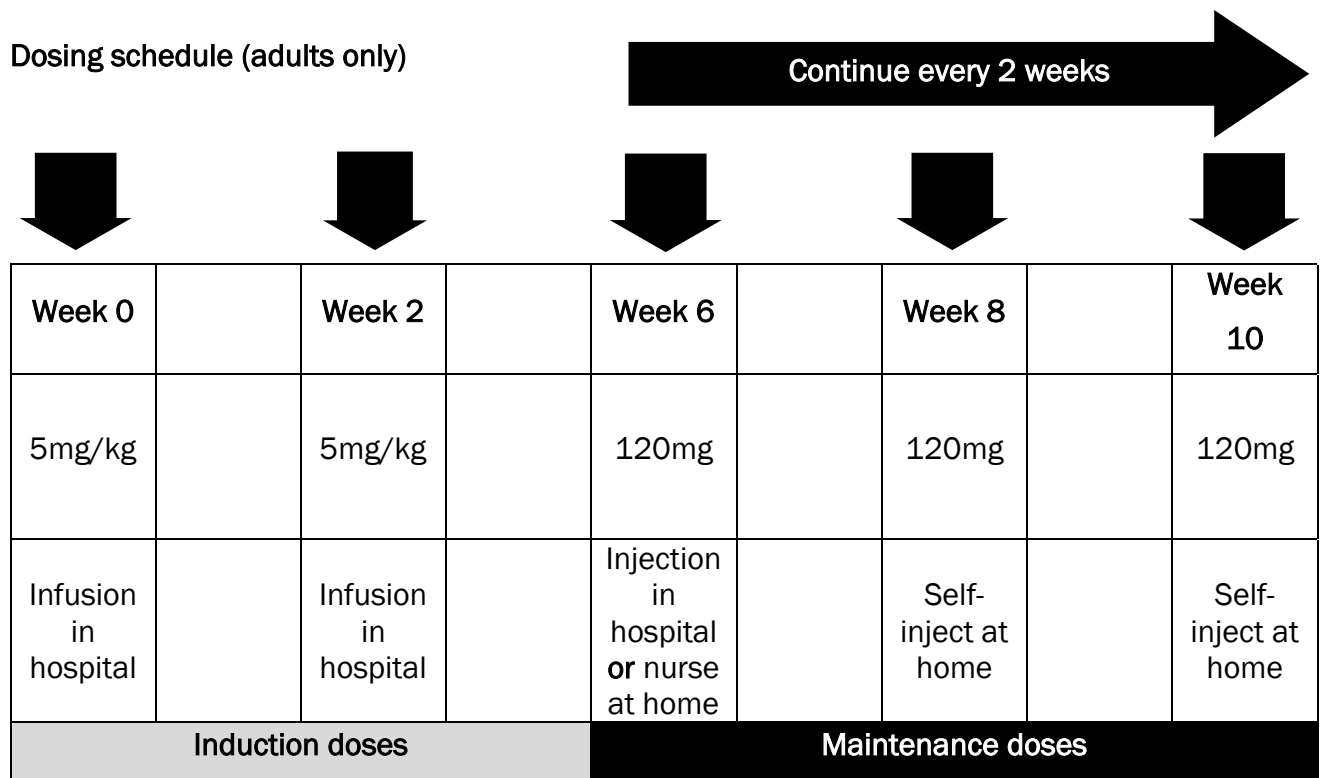 Dosing schedule (adults only)
Continue every 2 weeks
Week 0
Week 2
Week 6
Week 8
Week
10
5mg/kg
5mg/kg
120mg
120mg
120mg
Infusion
in
hospital
Infusion
in
hospital
Injection
in
hospital
or nurse
at home
Self-
inject at
home
Self-
inject at
home
Induction doses
Maintenance doses